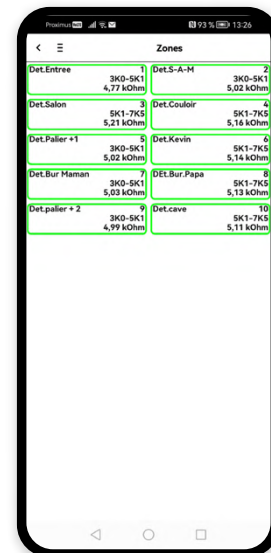 Proximus 93 % 13:26
Zones
Det.Entree 1
3K0-5K1
4,77 kOhm
Det.S-A-M 2
3K0-5K1
5,02 kOhm
Det.Salon 3
5K1-7K5
5,21 kOhm
Det.Couloir 4
5K1-7K5
5,16 kOhm
Det.Palier +1 5
3K0-5K1
5,02 kOhm
Det.Kevin 6
5K1-7K5
5,14 kOhm
Det.Bur Maman 7
3K0-5K1
5,03 kOhm
DEt.Bur.Papa 8
5K1-7K5
5,13 kOhm
Det.palier + 2 9
3K0-5K1
4,99 kOhm
Det.cave 10
5K1-7K5
5,11 kOhm